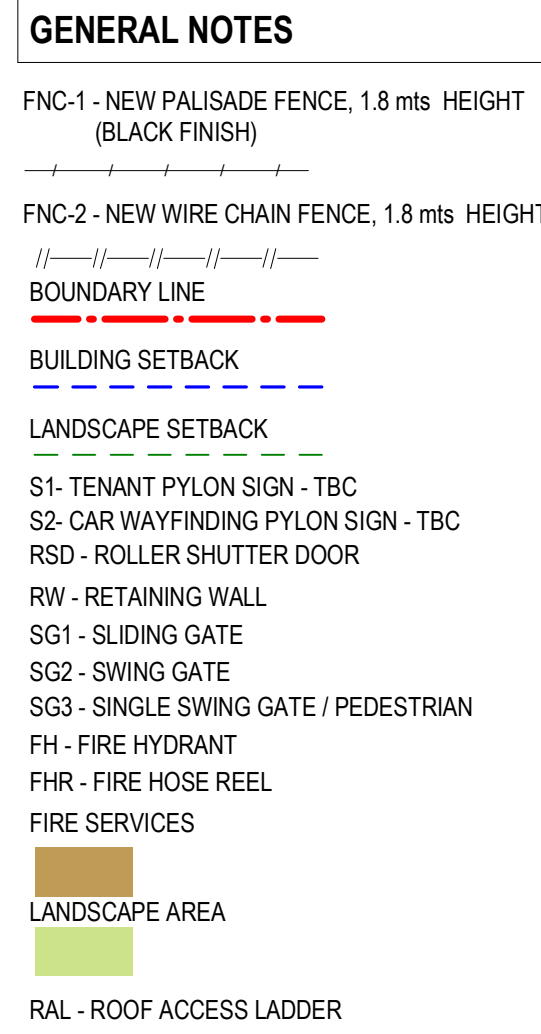 GENERAL NOTES
FNC-1 - NEW PALISADE FENCE, 1.8 mts HEIGHT
(BLACK FINISH)
FNC-2 - NEW WIRE CHAIN FENCE, 1.8 mts HEIGHT
BOUNDARY LINE
BUILDING SETBACK
LANDSCAPE SETBACK
S1- TENANT PYLON SIGN - TBC
S2- CAR WAYFINDING PYLON SIGN - TBC
RSD - ROLLER SHUTTER DOOR
RW - RETAINING WALL
SG1 - SLIDING GATE
SG2 - SWING GATE
SG3 - SINGLE SWING GATE / PEDESTRIAN
FH - FIRE HYDRANT
FHR - FIRE HOSE REEL
FIRE SERVICES
LANDSCAPE AREA
RAL - ROOF ACCESS LADDER